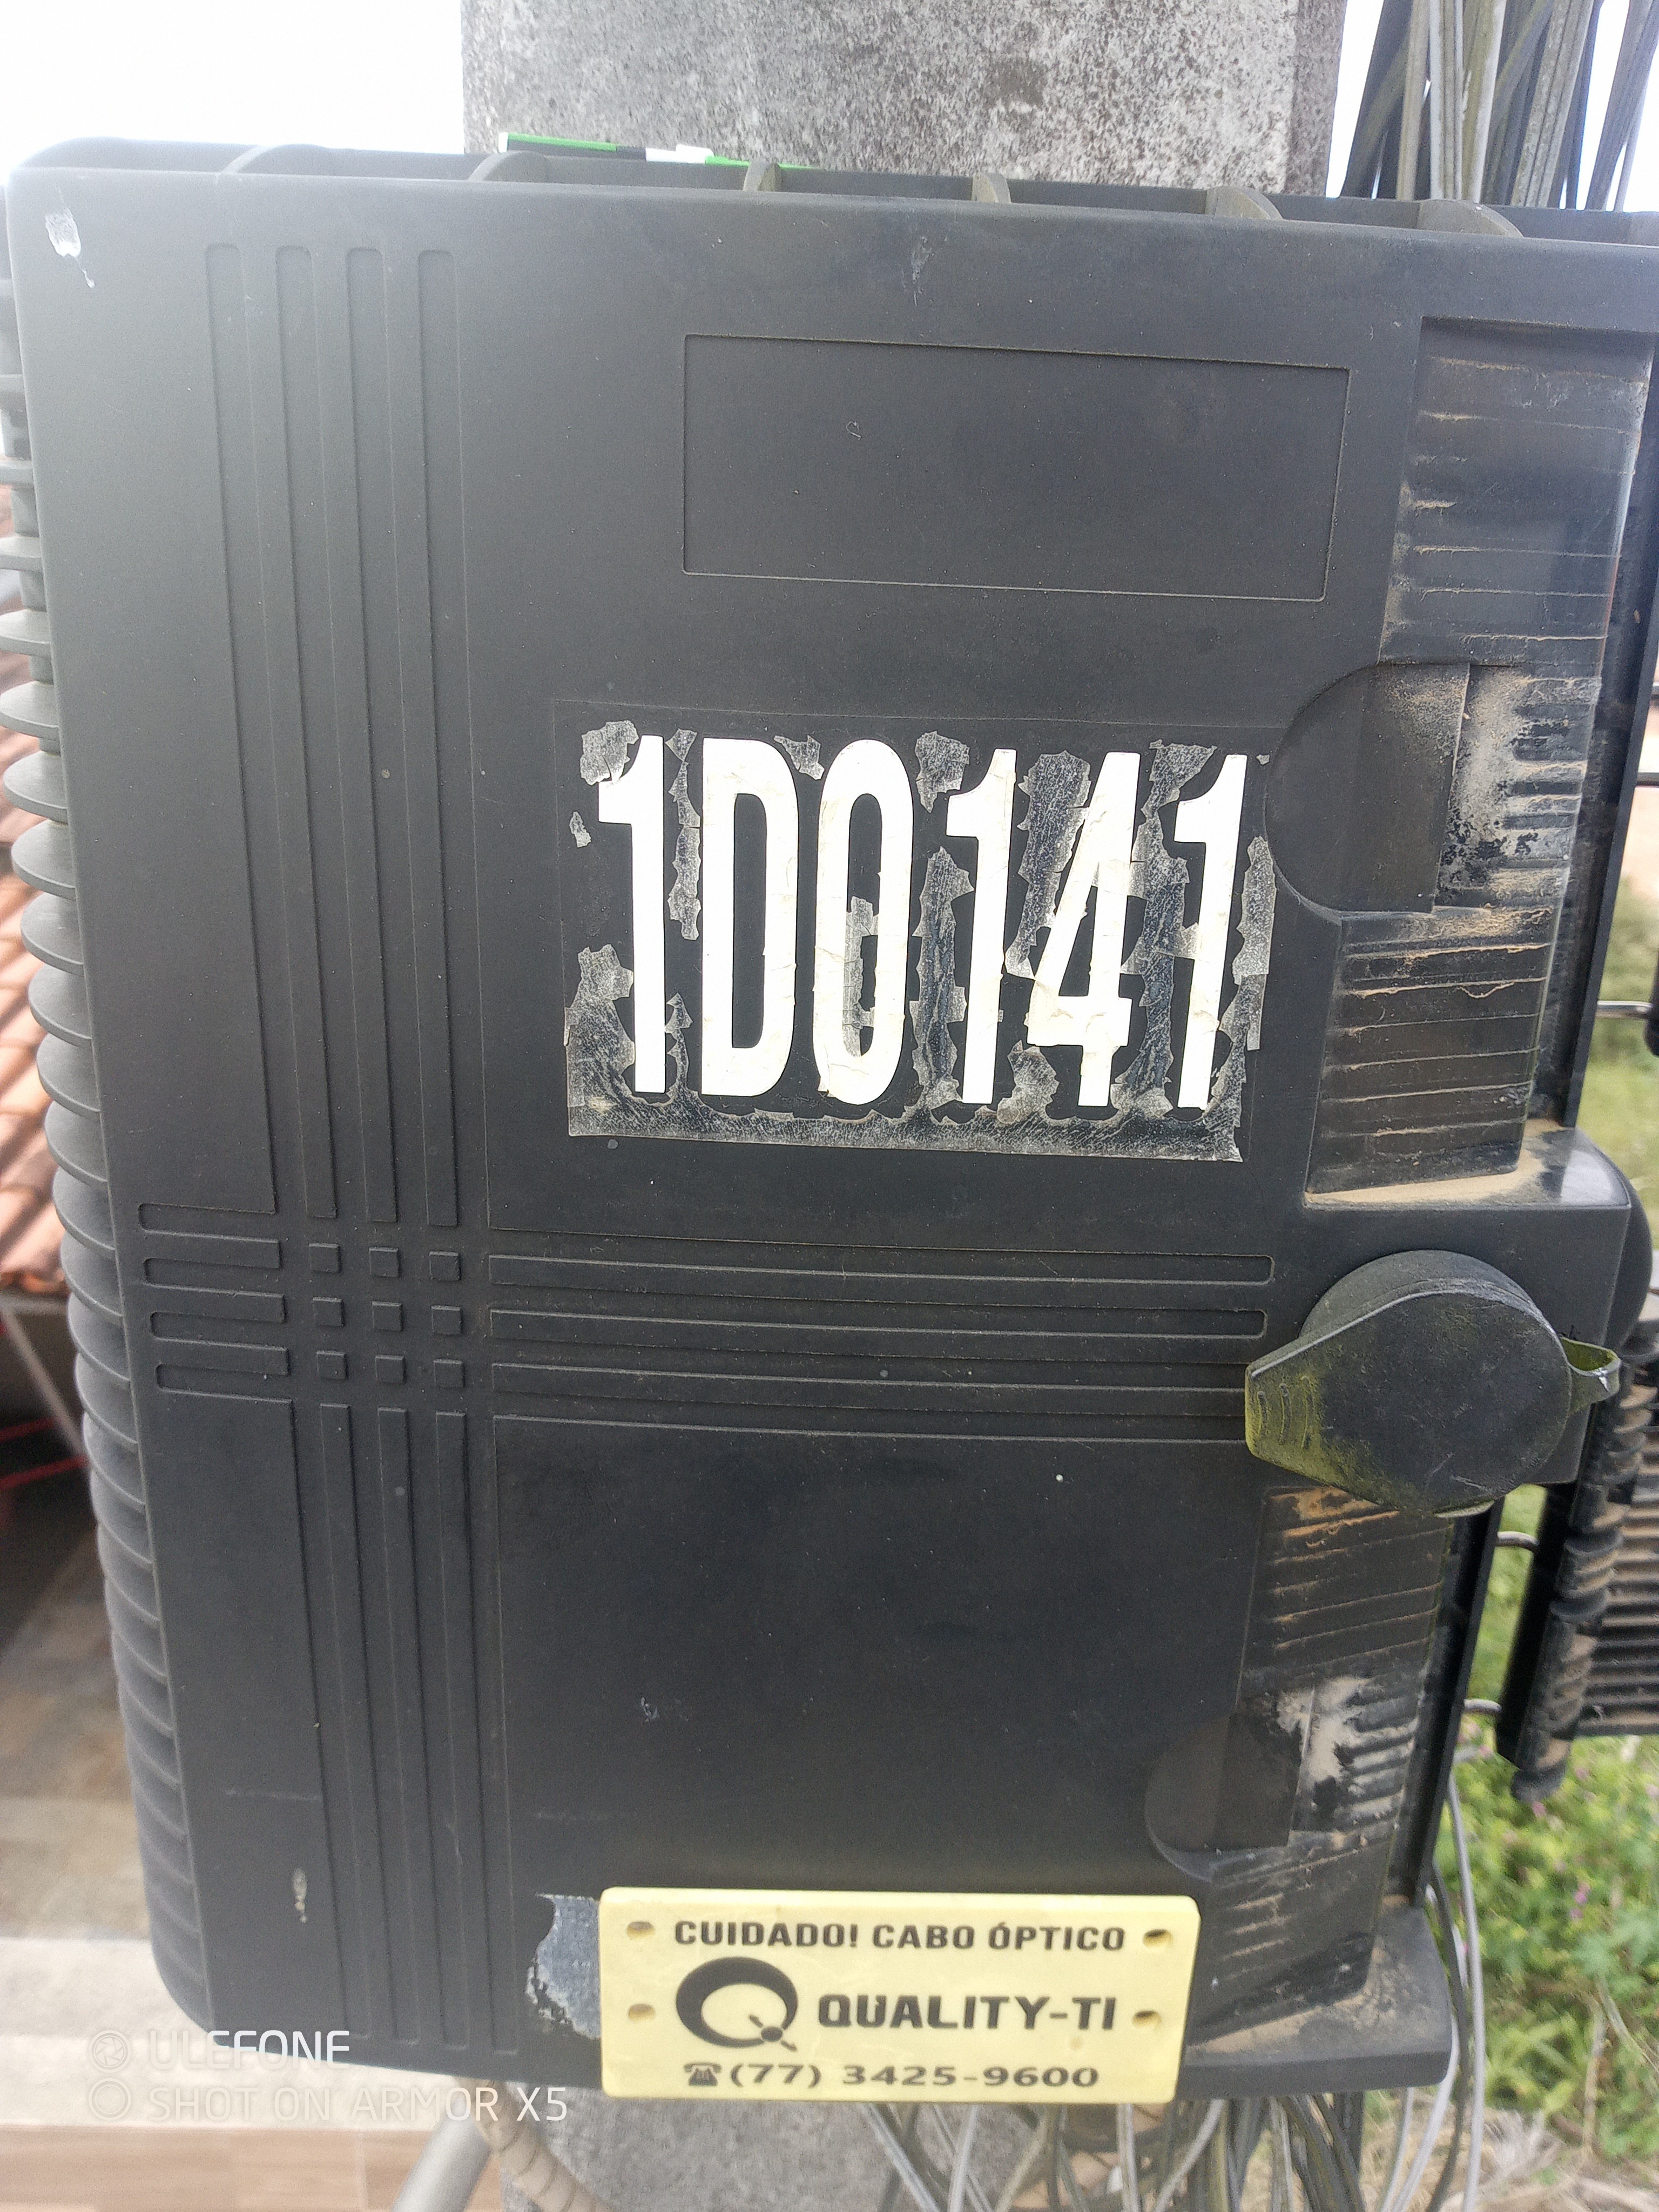 1D0141
CUIDADO! CABO ÓPTICO
QUALITY-TI
(77) 3425-9600
ULEFONE
SHOT ON ARMOR X5